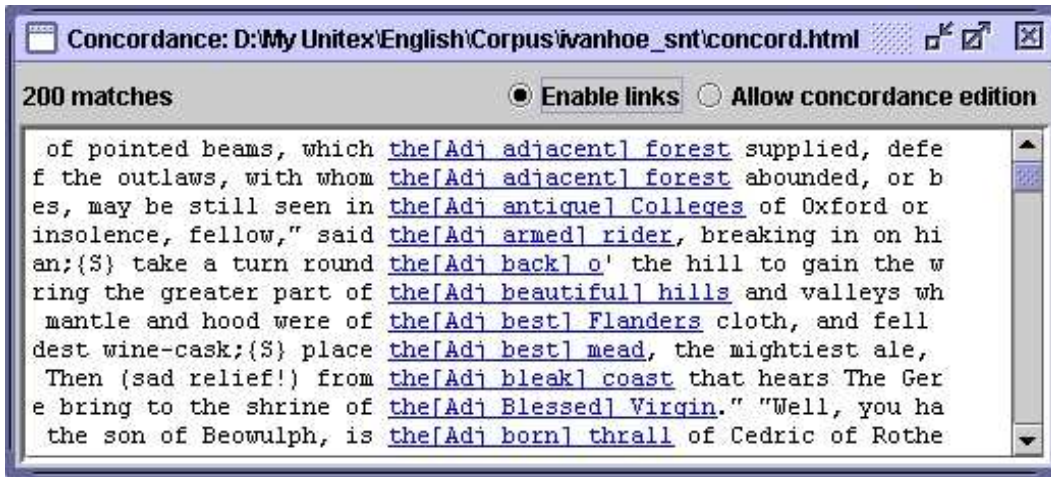 Concordance: D:\My Unitex\English\Corpus\ivanhoe_snt\concord.html
200 matches Enable links Allow concordance edition
of pointed beams, which the[Adj adjacent] forest supplied, defe
f the outlaws, with whom the[Adj adjacent] forest abounded, or b
es, may be still seen in the[Adj antique] Colleges of Oxford or
insolence, fellow," said the[Adj armed] rider, breaking in on hi
an;{S} take a turn round the[Adj back] o' the hill to gain the w
ring the greater part of the[Adj beautiful] hills and valleys wh
mantle and hood were of the[Adj best] Flanders cloth, and fell
dest wine-cask;{S} place the[Adj best] mead, the mightiest ale,
Then (sad relief!) from the[Adj bleak] coast that hears The Ger
e bring to the shrine of the[Adj Blessed] Virgin." "Well, you ha
the son of Beowulph, is the[Adj born] thrall of Cedric of Rothe